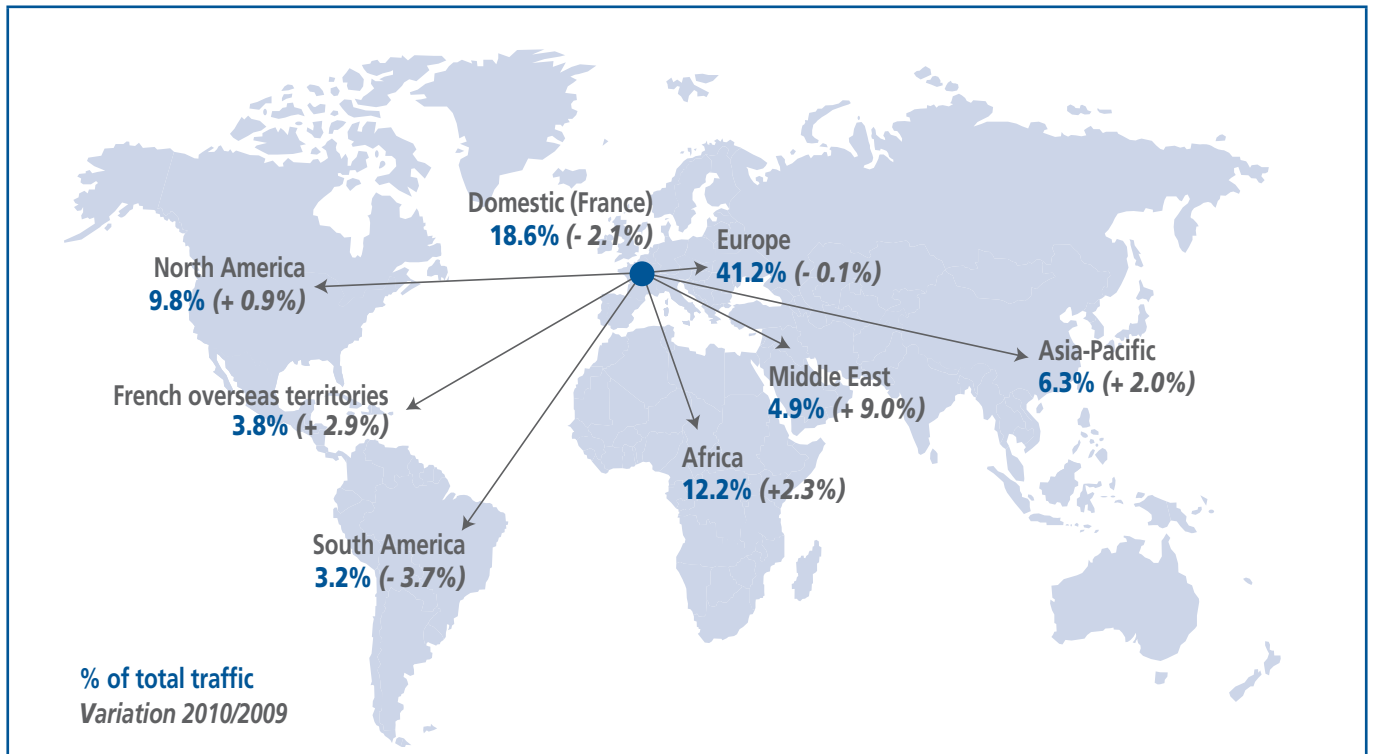 Domestic (France)
18.6% (- 2.1%)
Europe
41.2% (- 0.1%)
North America
9.8% (+ 0.9%)
Asia-Pacific
6.3% (+ 2.0%)
Middle East
4.9% (+ 9.0%)
French overseas territories
3.8% (+ 2.9%)
Africa
12.2% (+2.3%)
South America
3.2% (- 3.7%)
% of total traffic
Variation 2010/2009